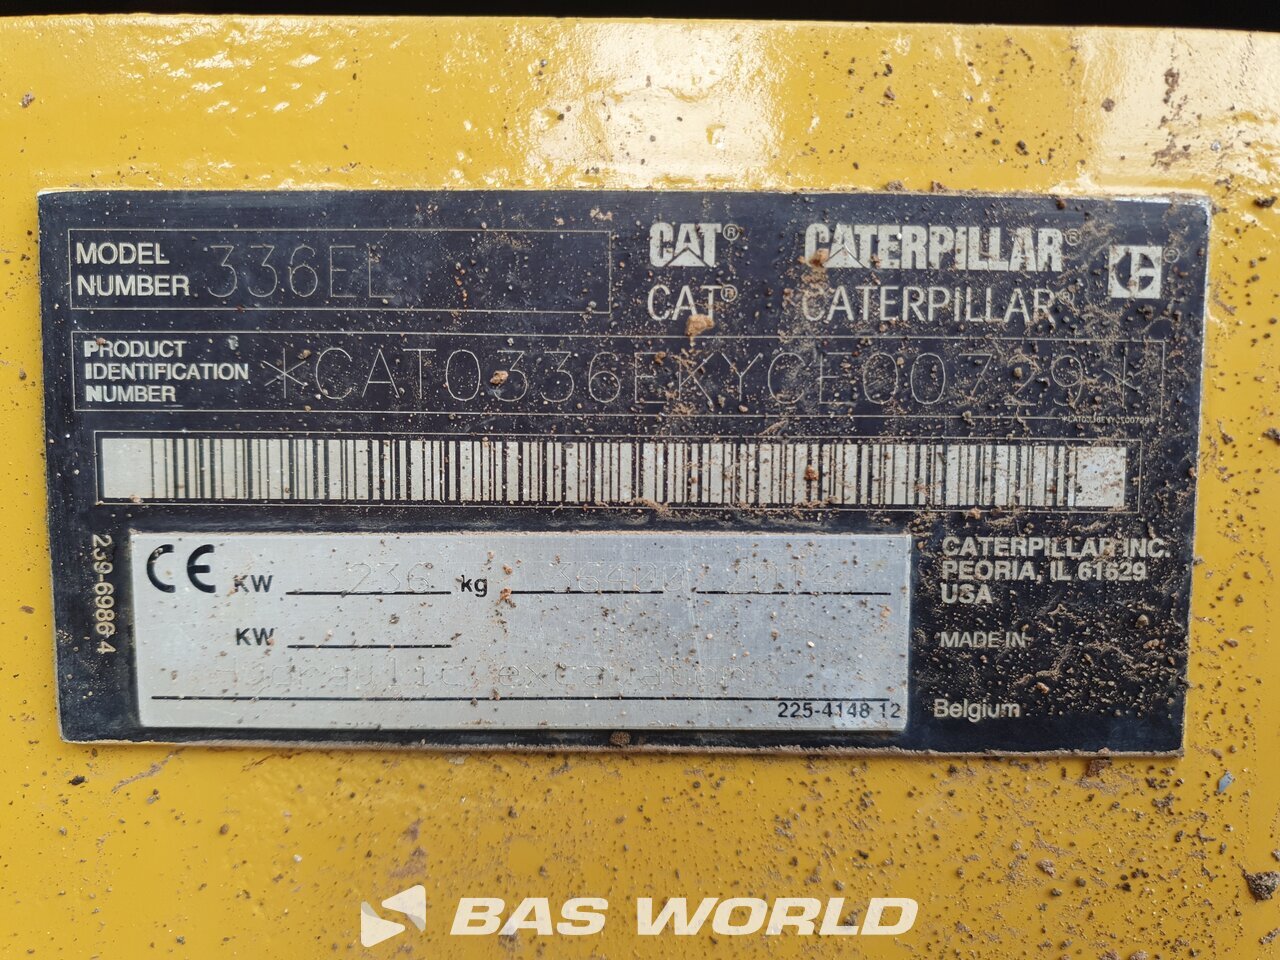 MODEL NUMBER 336EL
CAT® CATERPILLAR®
CAT® CATERPILLAR®
PRODUCT IDENTIFICATION NUMBER *CAT0336EKYCE00729*
239-6986 4
CE KW 236 kg 36400
KW
225-4148 12
CATERPILLAR INC.
PEORIA, IL 61629
USA
MADE IN
Belgium
BAS WORLD